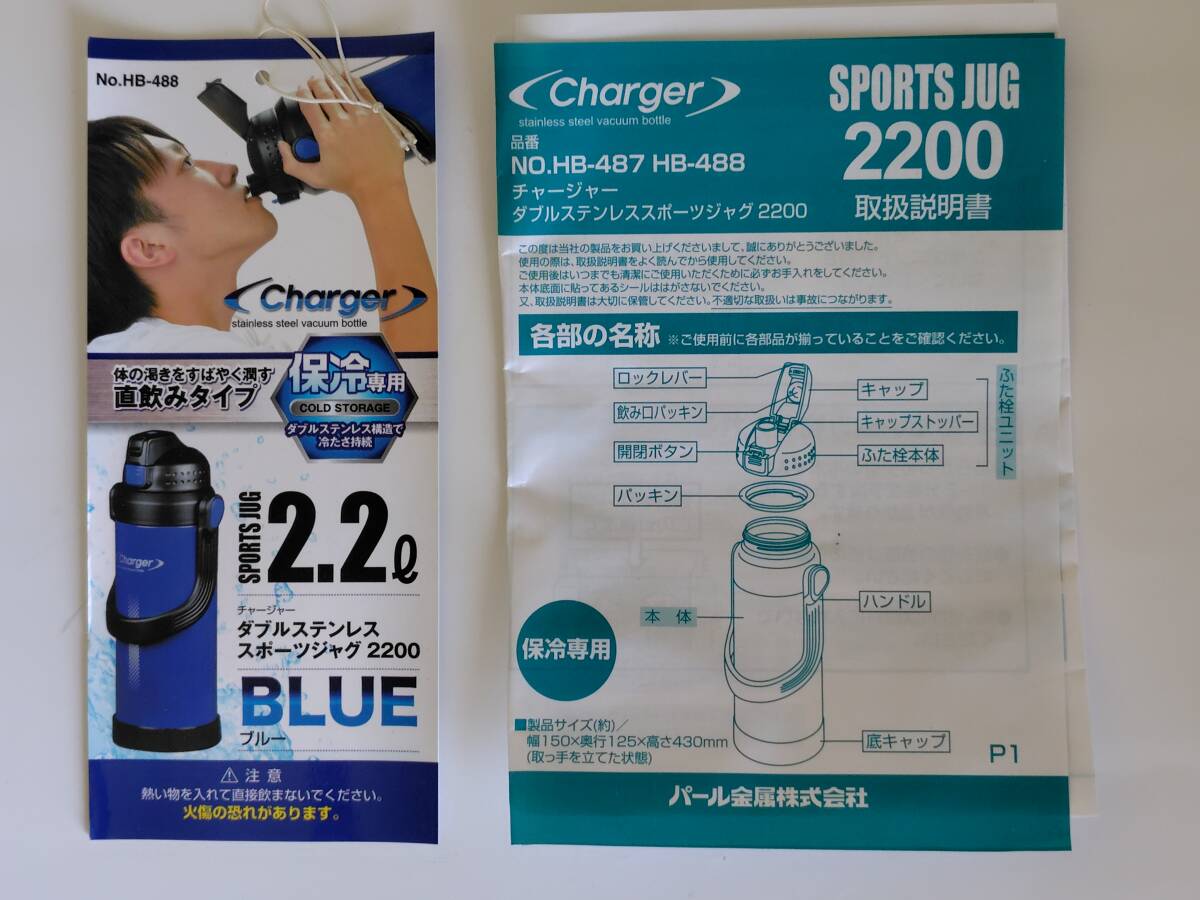 No.HB-488
Charger
stainless steel vacuum bottle
体の渇きをすばやく潤す
直飲みタイプ
保冷専用
COLD STORAGE
ダブルステンレス構造で
冷たさ持続
Charger
SPORTS JUG
2.2ℓ
チャージャー
ダブルステンレス
スポーツジャグ 2200
BLUE
ブルー
⚠ 注意
熱い物を入れて直接飲まないでください。
火傷の恐れがあります。
Charger
stainless steel vacuum bottle
品番
NO.HB-487 HB-488
チャージャー
ダブルステンレススポーツジャグ 2200
SPORTS JUG
2200
取扱説明書
この度は当社の製品をお買い上げくださいまして、誠にありがとうございました。
使用の際は、取扱説明書をよく読んでから使用してください。
ご使用後はいつまでも清潔にご使用いただくために必ずお手入れをしてください。
本体底面に貼ってあるシールははがさないでください。
又、取扱説明書は大切に保管してください。不適切な取扱いは事故につながります。
各部の名称 ※ご使用前に各部品が揃っていることをご確認ください。
ロックレバー
キャップ
飲み口パッキン
キャップストッパー
開閉ボタン
ふた栓本体
ふた栓ユニット
パッキン
ハンドル
本体
保冷専用
底キャップ
■製品サイズ(約)/
幅150×奥行125×高さ430mm
(取っ手を立てた状態)
P1
パール金属株式会社